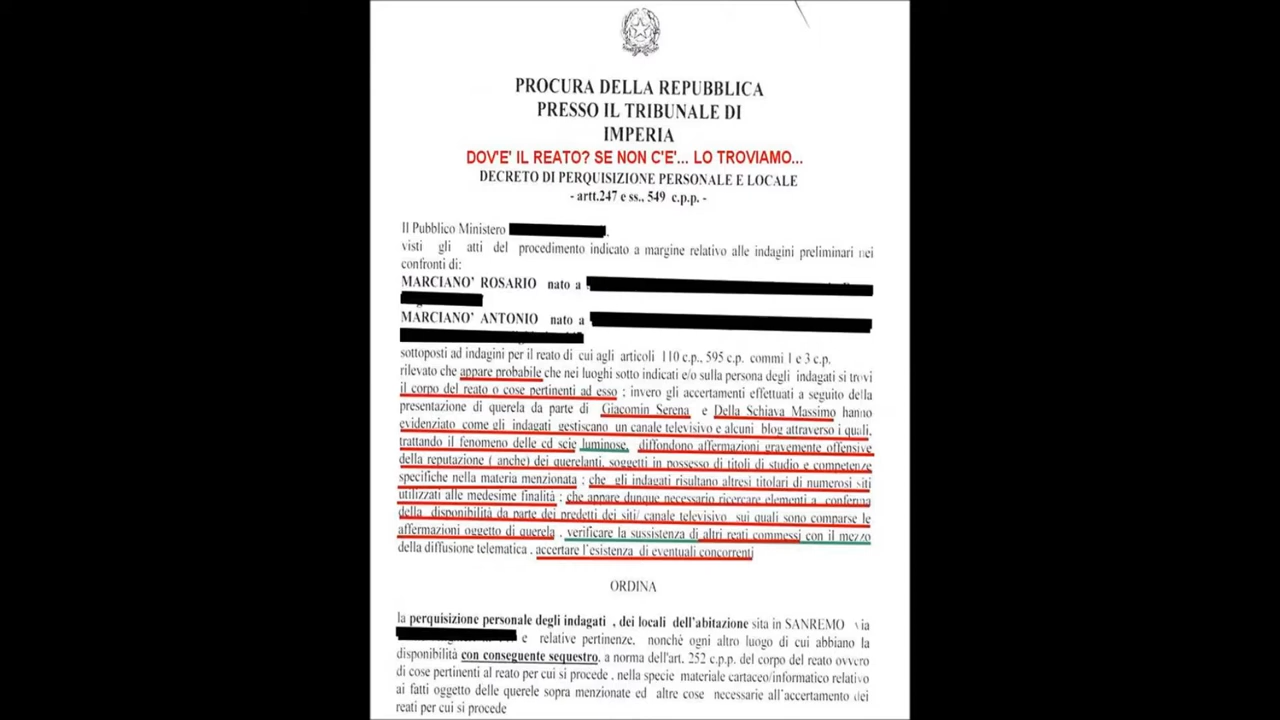 PROCURA DELLA REPUBBLICA
PRESSO IL TRIBUNALE DI
IMPERIA
DOV'E' IL REATO? SE NON C'E'... LO TROVIAMO...
DECRETO DI PERQUISIZIONE PERSONALE E LOCALE
- artt.247 e ss., 549 c.p.p. -
Il Pubblico Ministero
visti gli atti del procedimento indicato a margine relativo alle indagini preliminari nei
confronti di:
MARCIANO' ROSARIO nato a
MARCIANO' ANTONIO nato a
sottoposti ad indagini per il reato di cui agli articoli 110 c.p., 595 c.p. commi 1 e 3 c.p.
rilevato che appare probabile che nei luoghi sotto indicati e/o sulla persona degli indagati si trovi
il corpo del reato o cose pertinenti ad esso ; invero gli accertamenti effettuati a seguito della
presentazione di querela da parte di Giacomin Serena e Della Schiava Massimo hanno
evidenziato come gli indagati gestiscano un canale televisivo e alcuni blog attraverso i quali,
trattando il fenomeno delle cd scie luminose, diffondono affermazioni gravemente offensive
della reputazione ( anche) dei querelanti, soggetti in possesso di titoli di studio e competenze
specifiche nella materia menzionata ; che gli indagati risultano altresi titolari di numerosi siti
utilizzati alle medesime finalità ; che appare dunque necessario ricercare elementi a conferma
della disponibilità da parte dei predetti dei siti/ canale televisivo sui quali sono comparse le
affermazioni oggetto di querela , verificare la sussistenza di altri reati commessi con il mezzo
della diffusione telematica , accertare l'esistenza di eventuali concorrenti
ORDINA
la perquisizione personale degli indagati , dei locali dell'abitazione sita in SANREMO via
e relative pertinenze, nonchè ogni altro luogo di cui abbiano la
disponibilità con conseguente sequestro, a norma dell'art. 252 c.p.p. del corpo del reato ovvero
di cose pertinenti al reato per cui si procede , nella specie materiale cartaceo/informatico relativo
ai fatti oggetto delle querele sopra menzionate ed altre cose necessarie all'accertamento dei
reati per cui si procede